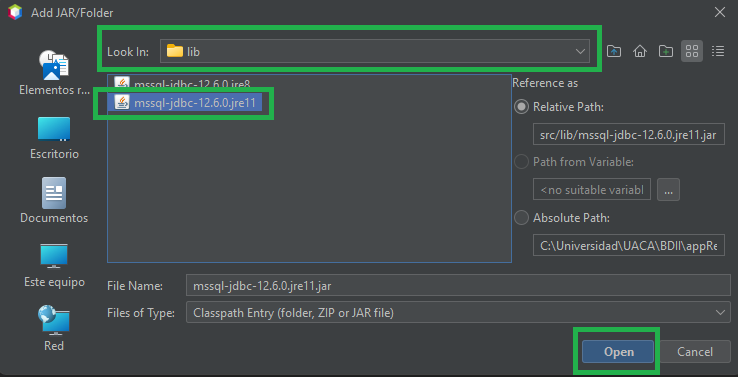 Add JAR/Folder
Look In:
lib
Elementos r...
Escritorio
Documentos
Este equipo
Red
mssql-jdbc-12.6.0.jre8
mssql-jdbc-12.6.0.jre11
Reference as
Relative Path:
src/lib/mssql-jdbc-12.6.0.jre11.jar
Path from Variable:
<no suitable variabl
...
Absolute Path:
C:\Universidad\UACA\BDII\appRe
File Name:
mssql-jdbc-12.6.0.jre11.jar
Files of Type:
Classpath Entry (folder, ZIP or JAR file)
Open
Cancel